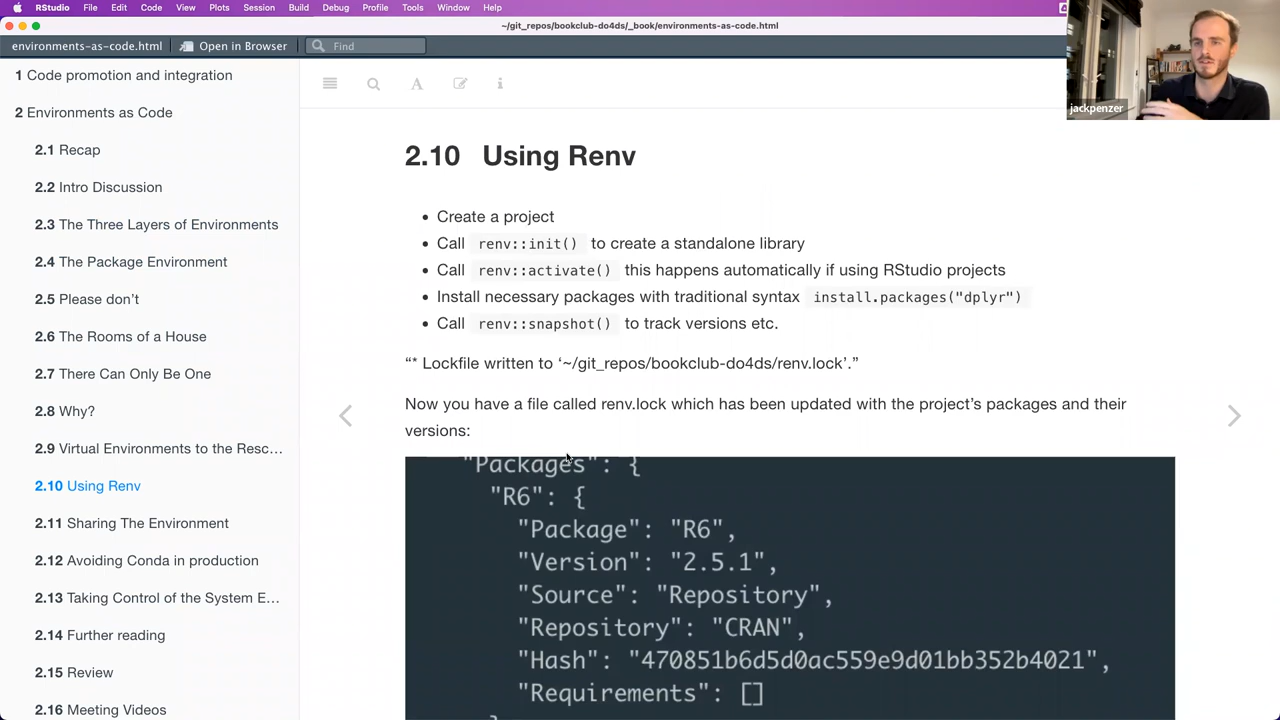 RStudio File Edit Code View Plots Session Build Debug Profile Tools Window Help
~/git_repos/bookclub-do4ds/_book/environments-as-code.html
environments-as-code.html Open in Browser Find
jackpenzer
1 Code promotion and integration
2 Environments as Code
2.1 Recap
2.2 Intro Discussion
2.3 The Three Layers of Environments
2.4 The Package Environment
2.5 Please don't
2.6 The Rooms of a House
2.7 There Can Only Be One
2.8 Why?
2.9 Virtual Environments to the Resc…
2.10 Using Renv
2.11 Sharing The Environment
2.12 Avoiding Conda in production
2.13 Taking Control of the System E…
2.14 Further reading
2.15 Review
2.16 Meeting Videos
2.10 Using Renv
• Create a project
• Call renv::init() to create a standalone library
• Call renv::activate() this happens automatically if using RStudio projects
• Install necessary packages with traditional syntax install.packages("dplyr")
• Call renv::snapshot() to track versions etc.
“* Lockfile written to ‘~/git_repos/bookclub-do4ds/renv.lock’.”
Now you have a file called renv.lock which has been updated with the project’s packages and their
versions:
"Packages": {
"R6": {
"Package": "R6",
"Version": "2.5.1",
"Source": "Repository",
"Repository": "CRAN",
"Hash": "470851b6d5d0ac559e9d01bb352b4021",
"Requirements": []
}